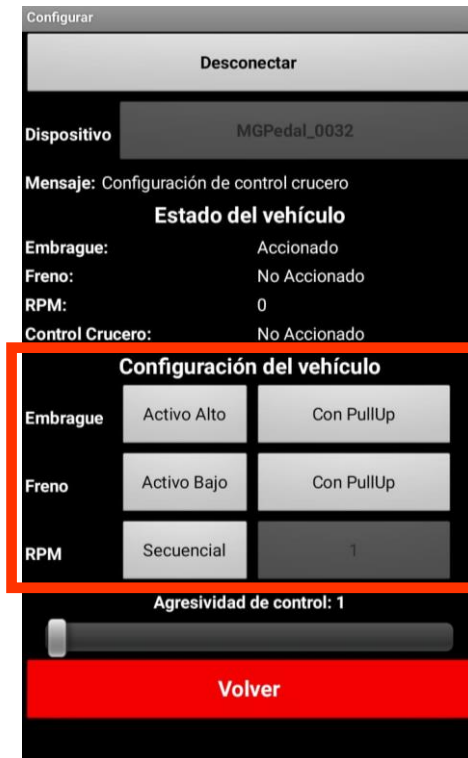 Configurar
Desconectar
Dispositivo MGPedal_0032
Mensaje: Configuración de control crucero
Estado del vehículo
Embrague: Accionado
Freno: No Accionado
RPM: 0
Control Crucero: No Accionado
Configuración del vehículo
Embrague Activo Alto Con PullUp
Freno Activo Bajo Con PullUp
RPM Secuencial 1
Agresividad de control: 1
Volver